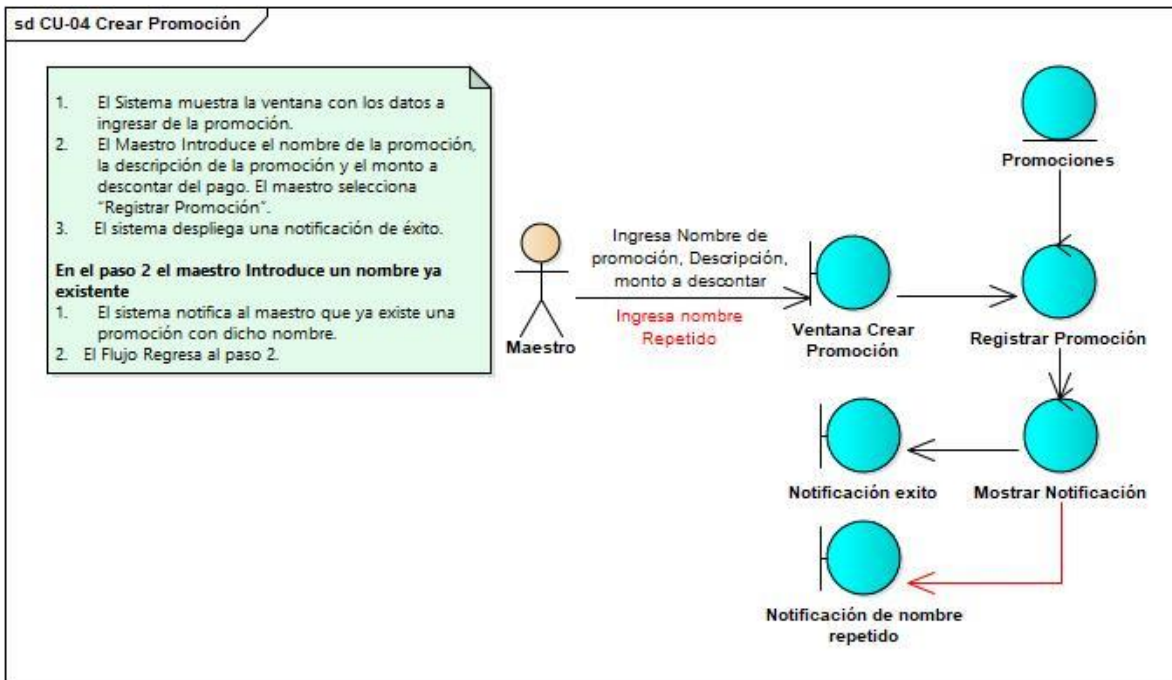 sd CU-04 Crear Promoción
1. El Sistema muestra la ventana con los datos a
ingresar de la promoción.
2. El Maestro Introduce el nombre de la promoción,
la descripción de la promoción y el monto a
descontar del pago. El maestro selecciona
“Registrar Promoción”.
3. El sistema despliega una notificación de éxito.
En el paso 2 el maestro Introduce un nombre ya
existente
1. El sistema notifica al maestro que ya existe una
promoción con dicho nombre.
2. El Flujo Regresa al paso 2.
Maestro
Ingresa Nombre de
promoción, Descripción,
monto a descontar
Ingresa nombre
Repetido
Ventana Crear
Promoción
Promociones
Registrar Promoción
Notificación exito
Mostrar Notificación
Notificación de nombre
repetido